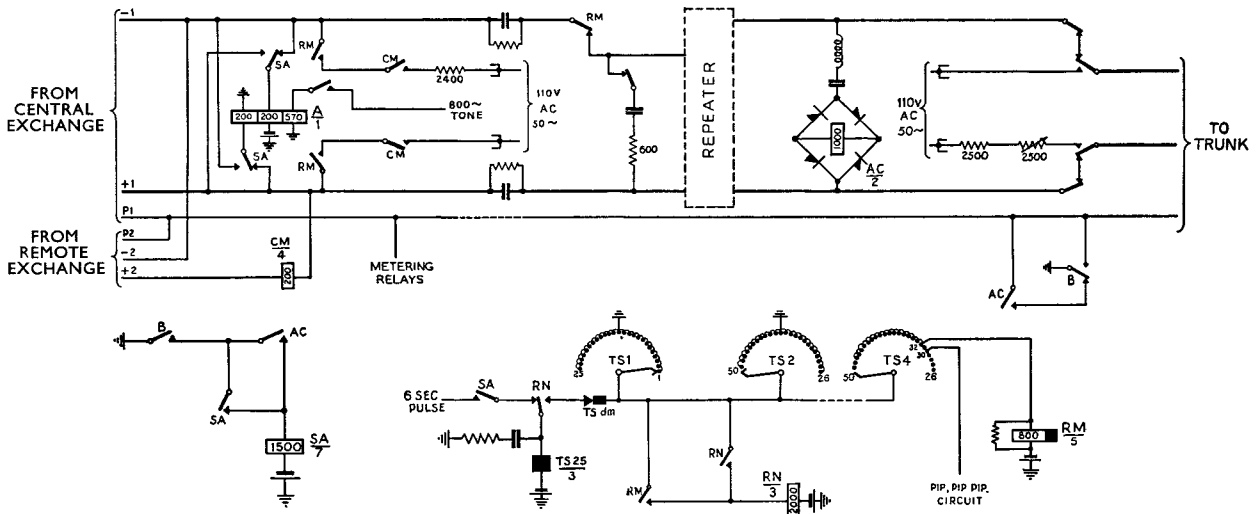 FROM
CENTRAL
EXCHANGE
-1
+1
P1
FROM
REMOTE
EXCHANGE
P2
-2
+2
SA
RM
CM
2400
110V
AC
50~
200
200
570
A
1
800~
TONE
SA
RM
CM
CM
4
200
METERING
RELAYS
RM
600
REPEATER
1000
AC
2
110V
AC
50~
2500
2500
TO
TRUNK
AC
B
B
AC
SA
1500
SA
7
6 SEC
PULSE
SA
RN
TS dm
TS25
3
TS1
25
1
TS2
50
26
TS4
50
32
30
26
RM
RN
RN
3
2000
PIP, PIP PIP.
CIRCUIT
800
RM
5